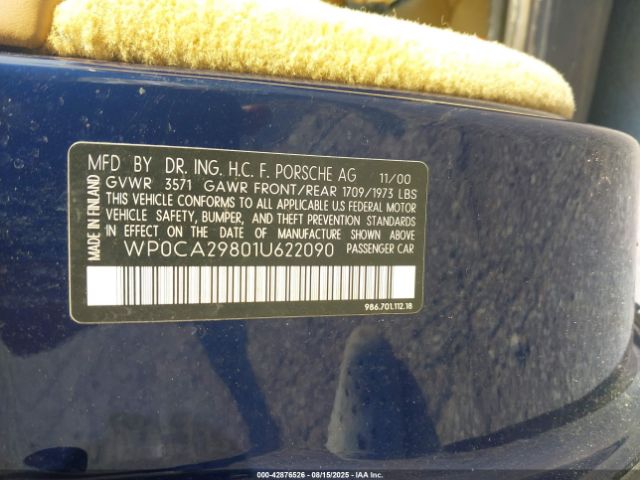 MFD BY DR. ING. H.C. F. PORSCHE AG 11/00
GVWR 3571 GAWR FRONT/REAR 1709/1973 LBS
THIS VEHICLE CONFORMS TO ALL APPLICABLE U.S. FEDERAL MOTOR
VEHICLE SAFETY, BUMPER, AND THEFT PREVENTION STANDARDS
IN EFFECT ON THE DATE OF MANUFACTURE SHOWN ABOVE.
WP0CA29801U622090 PASSENGER CAR
MADE IN FINLAND
986.701.112.18
000-42876526 - 08/15/2025 - IAAI.CA